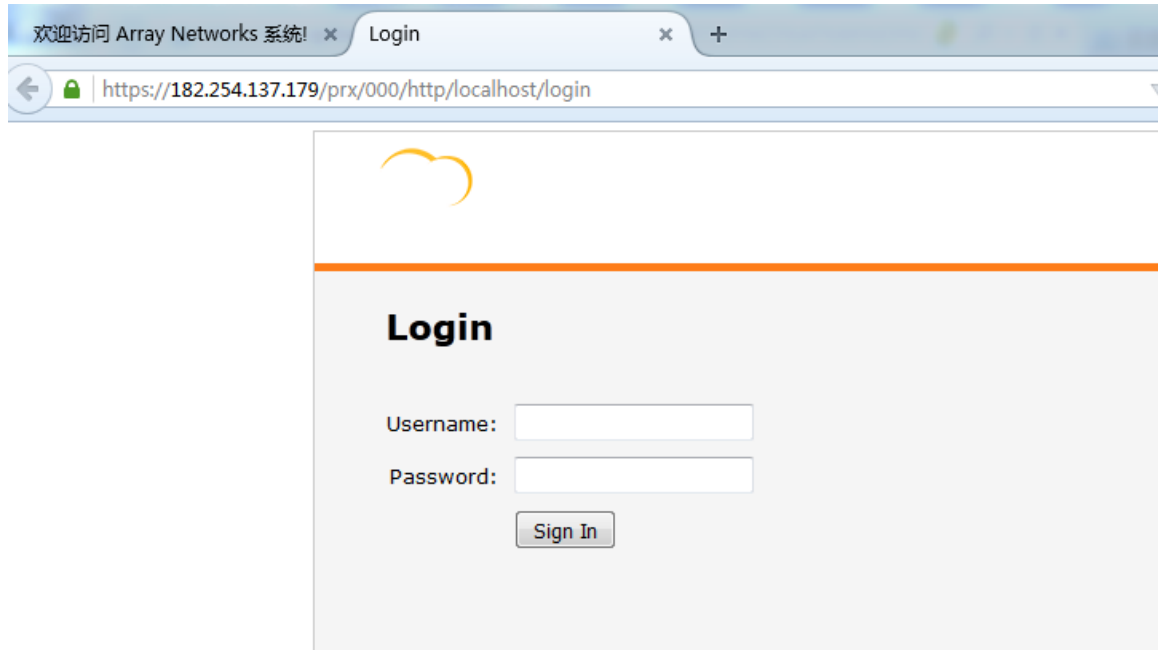 欢迎访问 Array Networks 系统!
Login
https://182.254.137.179/prx/000/http/localhost/login
Login
Username:
Password:
Sign In